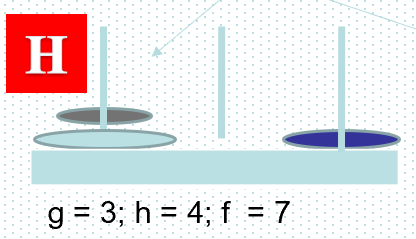 H
g = 3; h = 4; f = 7